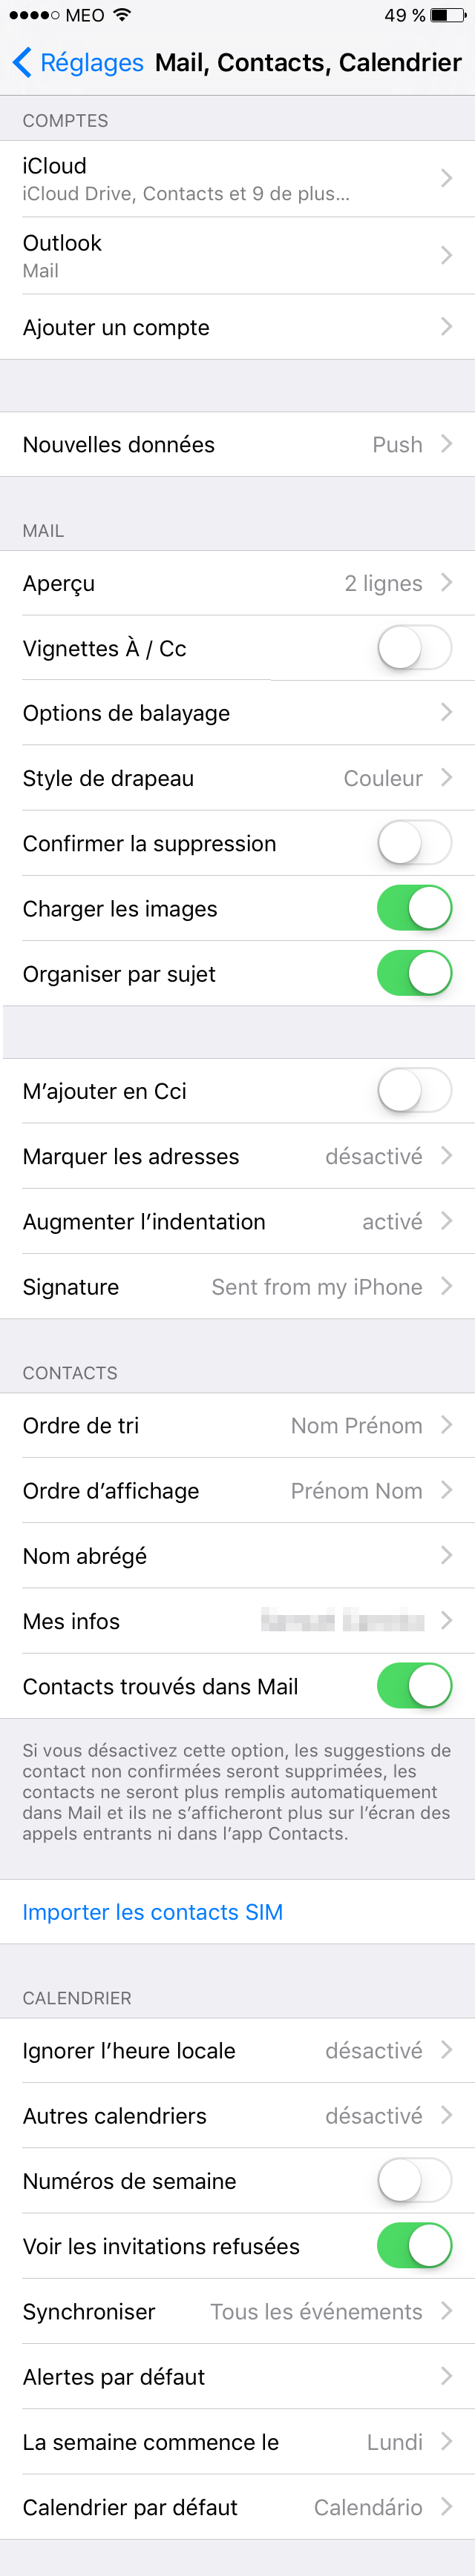 MEO 49 %
Réglages Mail, Contacts, Calendrier
COMPTES
iCloud
iCloud Drive, Contacts et 9 de plus...
Outlook
Mail
Ajouter un compte
Nouvelles données Push
MAIL
Aperçu 2 lignes
Vignettes À / Cc
Options de balayage
Style de drapeau Couleur
Confirmer la suppression
Charger les images
Organiser par sujet
M’ajouter en Cci
Marquer les adresses désactivé
Augmenter l’indentation activé
Signature Sent from my iPhone
CONTACTS
Ordre de tri Nom Prénom
Ordre d’affichage Prénom Nom
Nom abrégé
Mes infos
Contacts trouvés dans Mail
Si vous désactivez cette option, les suggestions de
contact non confirmées seront supprimées, les
contacts ne seront plus remplis automatiquement
dans Mail et ils ne s’afficheront plus sur l’écran des
appels entrants ni dans l’app Contacts.
Importer les contacts SIM
CALENDRIER
Ignorer l’heure locale désactivé
Autres calendriers désactivé
Numéros de semaine
Voir les invitations refusées
Synchroniser Tous les événements
Alertes par défaut
La semaine commence le Lundi
Calendrier par défaut Calendário